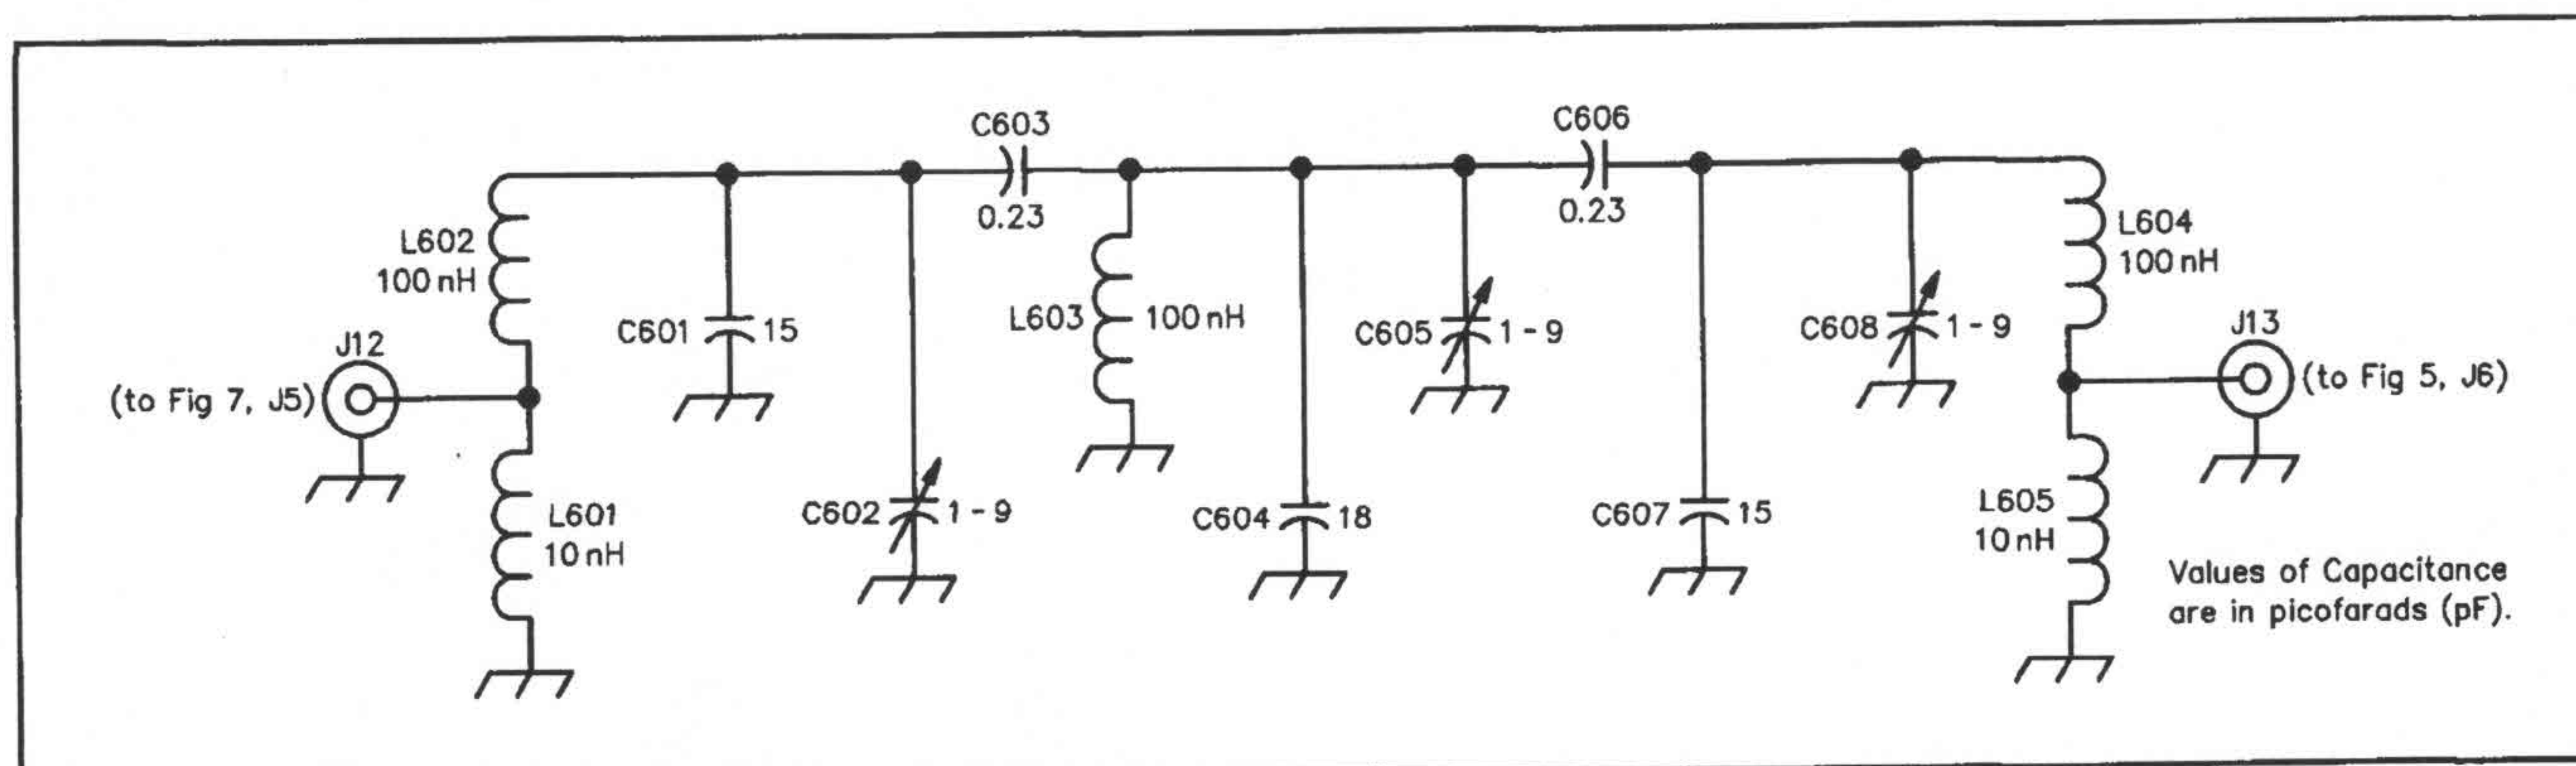 C603
0.23
C606
0.23
L602
100 nH
J12
(to Fig 7, J5)
L601
10 nH
C601 15
C602 1-9
L603 100 nH
C604 18
C605 1-9
C607 15
C608 1-9
L604
100 nH
J13
(to Fig 5, J6)
L605
10 nH
Values of Capacitance
are in picofarads (pF).